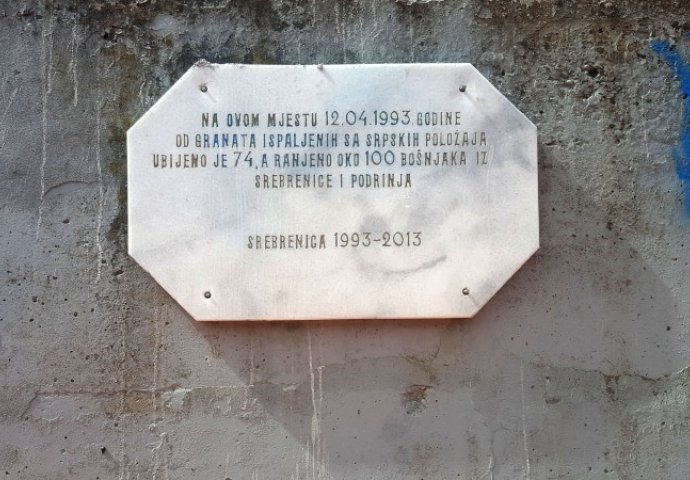 NA OVOM MJESTU 12.04.1993.GODINE
OD GRANATA ISPALJENIH SA SRPSKIH POLOŽAJA
UBIJENO JE 74, A RANJENO OKO 100 BOŠNJAKA IZ
SREBRENICE I PODRINJA
SREBRENICA 1993-2013